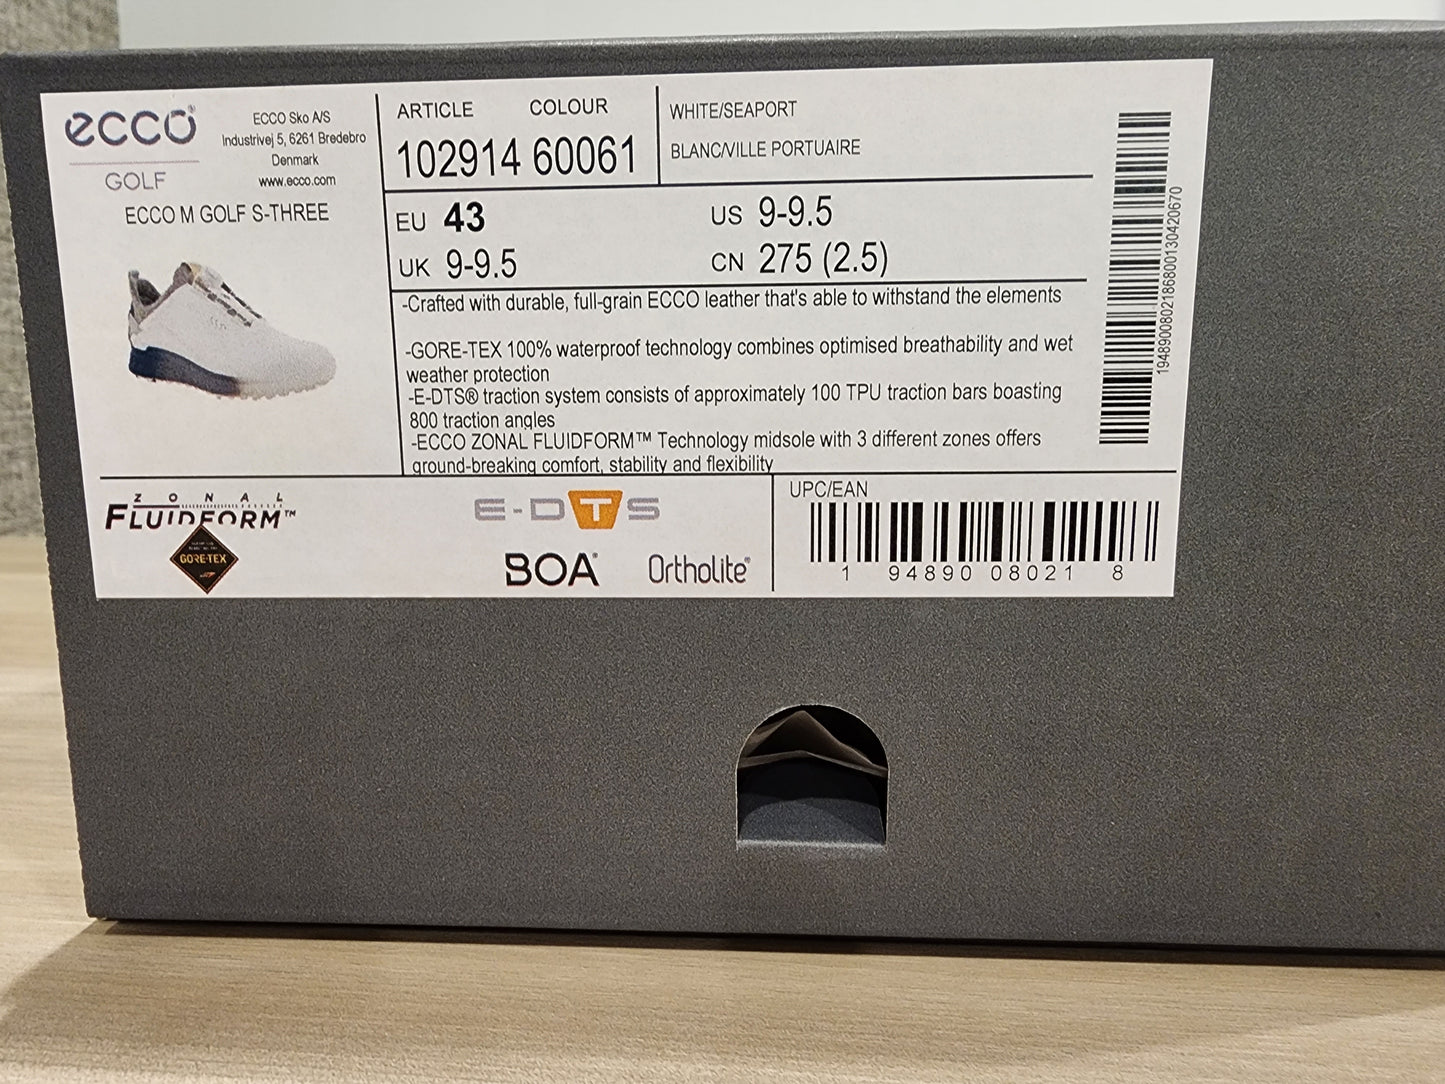 ecco®
GOLF
ECCO Sko A/S
Industrivej 5, 6261 Bredebro
Denmark
www.ecco.com
ECCO M GOLF S-THREE
ARTICLE COLOUR
102914 60061
WHITE/SEAPORT
BLANC/VILLE PORTUAIRE
EU 43 US 9-9.5
UK 9-9.5 CN 275 (2.5)
-Crafted with durable, full-grain ECCO leather that's able to withstand the elements
-GORE-TEX 100% waterproof technology combines optimised breathability and wet
weather protection
-E-DTS® traction system consists of approximately 100 TPU traction bars boasting
800 traction angles
-ECCO ZONAL FLUIDFORM™ Technology midsole with 3 different zones offers
ground-breaking comfort, stability and flexibility
1948900802186800130420670
ZONAL
FLUIDFORM™
GORE-TEX
E-DTS
BOA®
Ortholite®
UPC/EAN
1 94890 08021 8